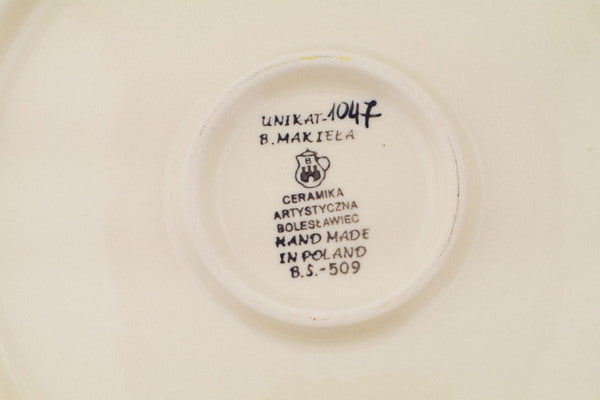 UNIKAT-1047
B. MAKIEŁA
B
CERAMIKA
ARTYSTYCZNA
BOLESŁAWIEC
HAND MADE
IN POLAND
B.S.-509